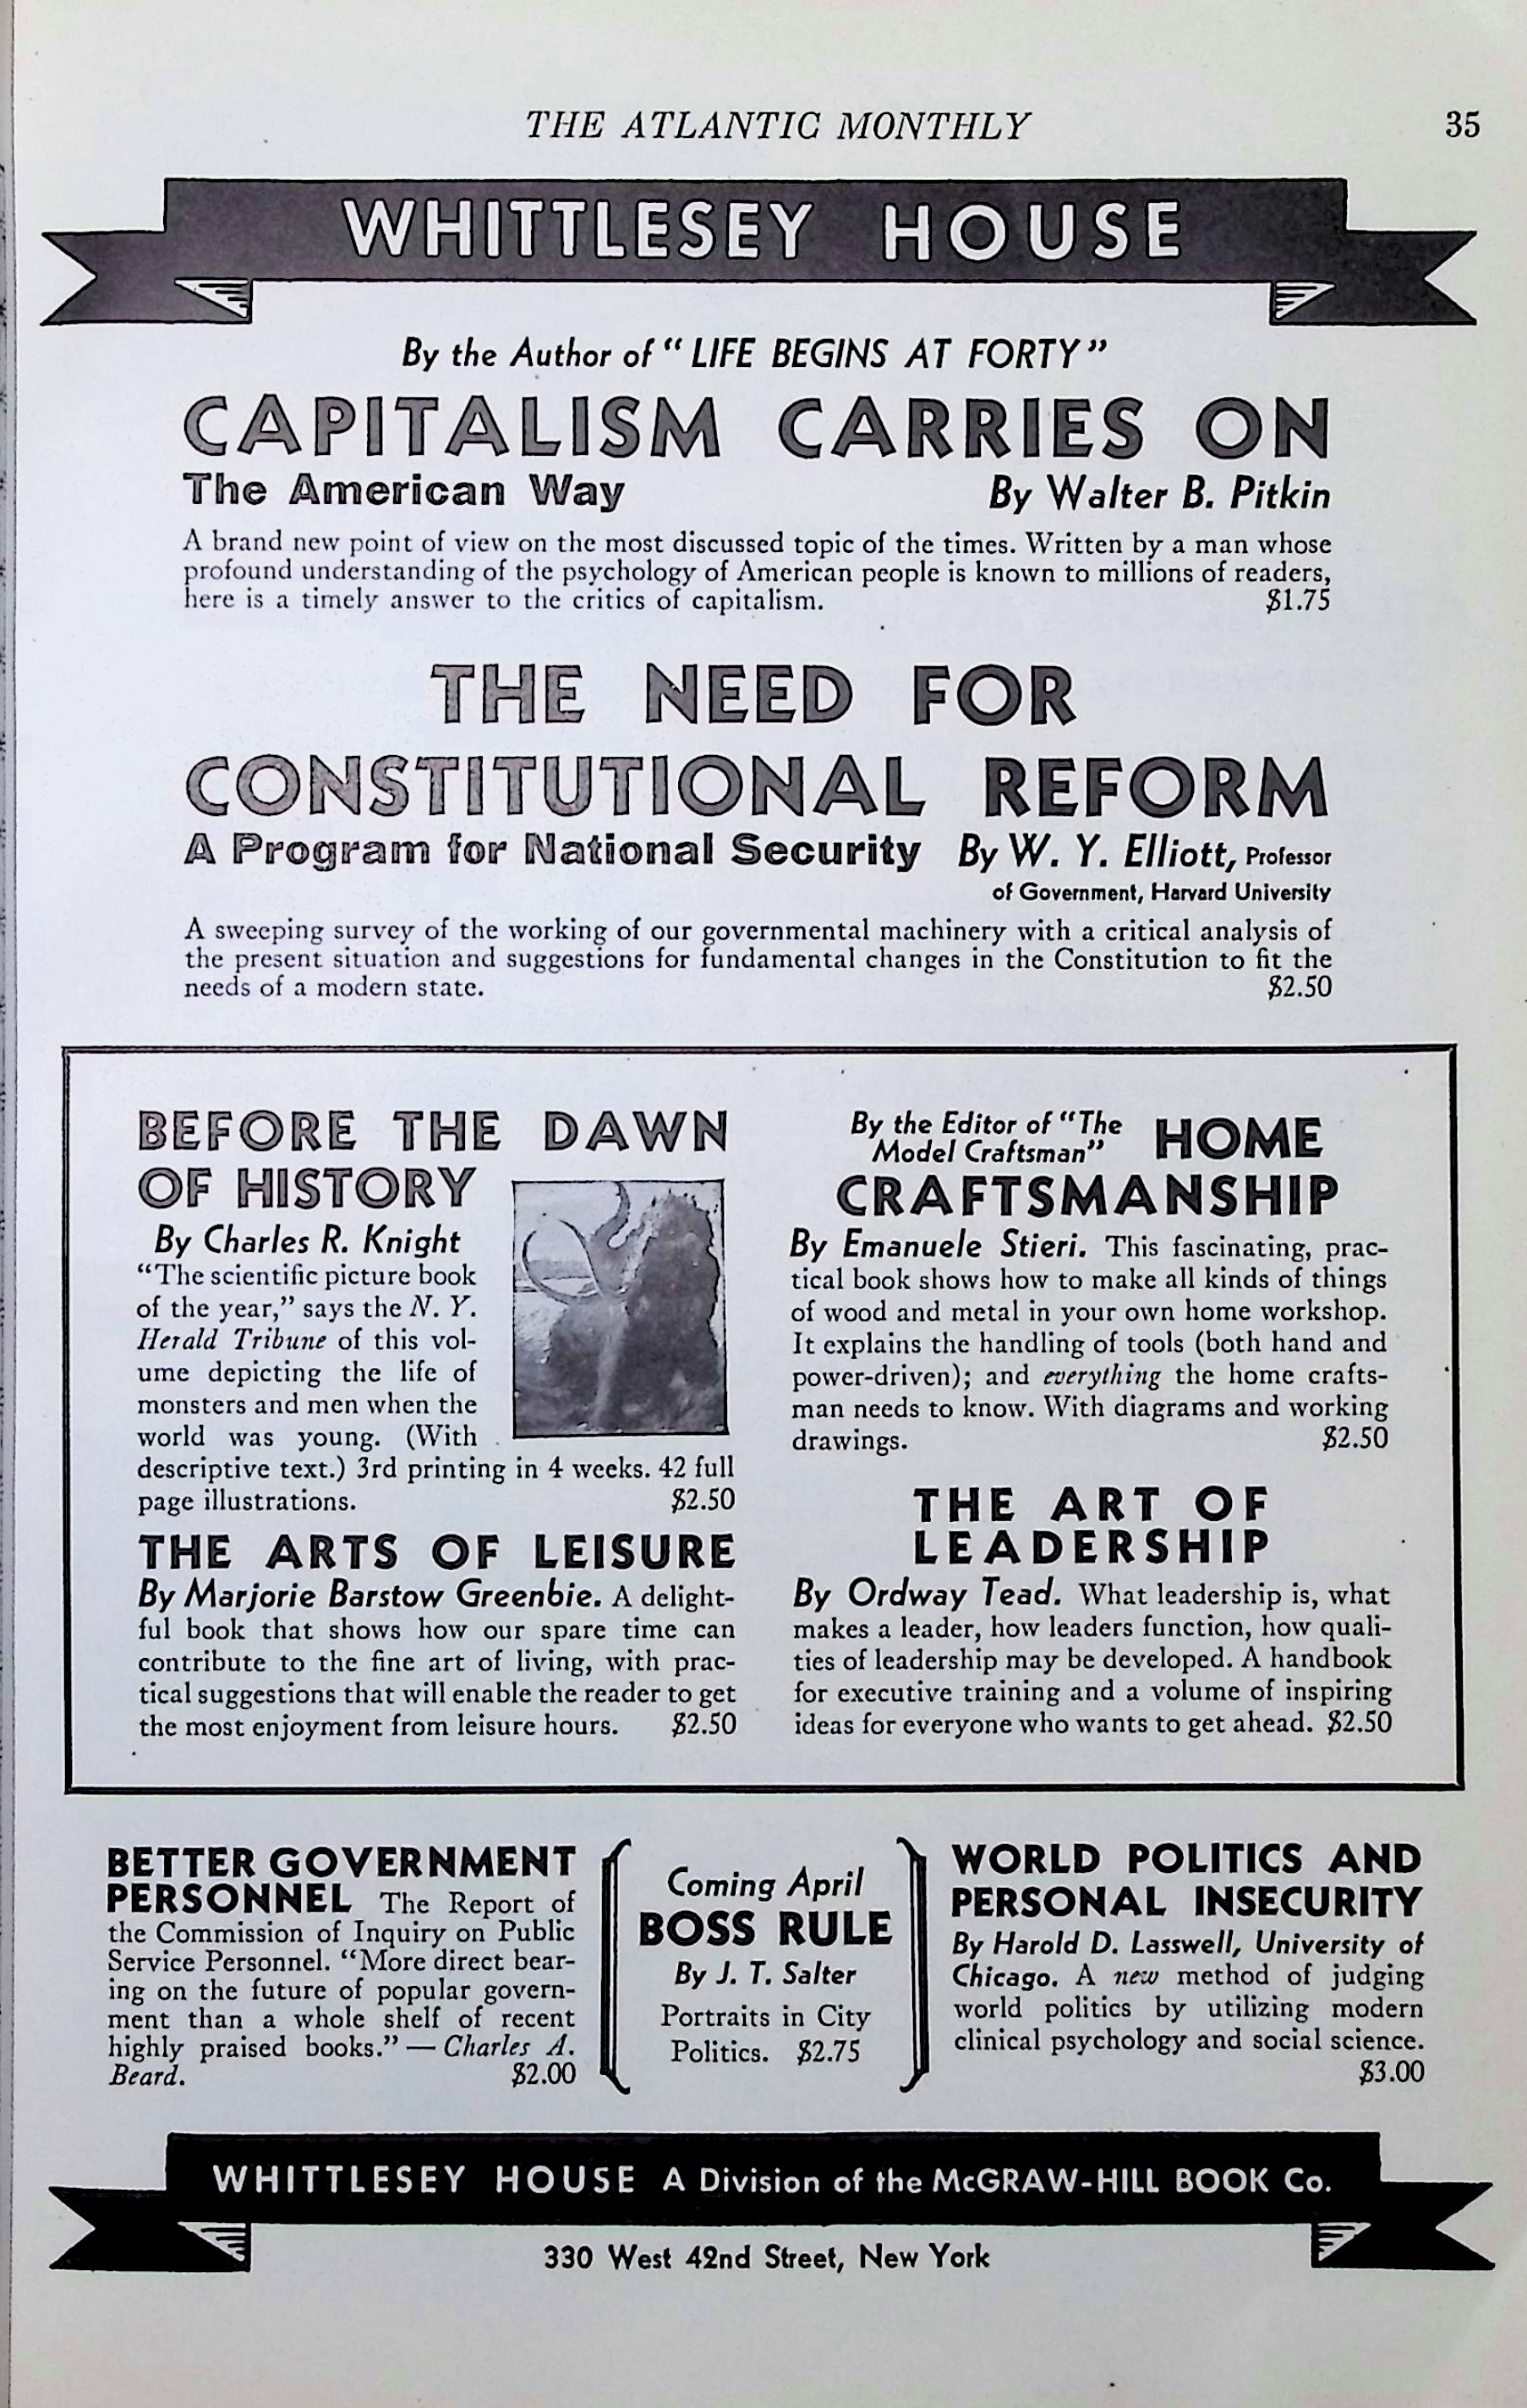 THE ATLANTIC MONTHLY
35
WHITTLESEY HOUSE
By the Author of "LIFE BEGINS AT FORTY"
CAPITALISM CARRIES ON
The American Way By Walter B. Pitkin
A brand new point of view on the most discussed topic of the times. Written by a man whose
profound understanding of the psychology of American people is known to millions of readers,
here is a timely answer to the critics of capitalism. $1.75
THE NEED FOR
CONSTITUTIONAL REFORM
A Program for National Security By W. Y. Elliott, Professor
of Government, Harvard University
A sweeping survey of the working of our governmental machinery with a critical analysis of
the present situation and suggestions for fundamental changes in the Constitution to fit the
needs of a modern state. $2.50
BEFORE THE DAWN
OF HISTORY
By Charles R. Knight
"The scientific picture book
of the year," says the N. Y.
Herald Tribune of this vol-
ume depicting the life of
monsters and men when the
world was young. (With
descriptive text.) 3rd printing in 4 weeks. 42 full
page illustrations. $2.50
THE ARTS OF LEISURE
By Marjorie Barstow Greenbie. A delight-
ful book that shows how our spare time can
contribute to the fine art of living, with prac-
tical suggestions that will enable the reader to get
the most enjoyment from leisure hours. $2.50
By the Editor of "The
Model Craftsman"
HOME
CRAFTSMANSHIP
By Emanuele Stieri. This fascinating, prac-
tical book shows how to make all kinds of things
of wood and metal in your own home workshop.
It explains the handling of tools (both hand and
power-driven); and everything the home crafts-
man needs to know. With diagrams and working
drawings. $2.50
THE ART OF
LEADERSHIP
By Ordway Tead. What leadership is, what
makes a leader, how leaders function, how quali-
ties of leadership may be developed. A handbook
for executive training and a volume of inspiring
ideas for everyone who wants to get ahead. $2.50
BETTER GOVERNMENT
PERSONNEL The Report of
the Commission of Inquiry on Public
Service Personnel. "More direct bear-
ing on the future of popular govern-
ment than a whole shelf of recent
highly praised books." — Charles A.
Beard. $2.00
Coming April
BOSS RULE
By J. T. Salter
Portraits in City
Politics. $2.75
WORLD POLITICS AND
PERSONAL INSECURITY
By Harold D. Lasswell, University of
Chicago. A new method of judging
world politics by utilizing modern
clinical psychology and social science.
$3.00
WHITTLESEY HOUSE A Division of the McGRAW-HILL BOOK Co.
330 West 42nd Street, New York